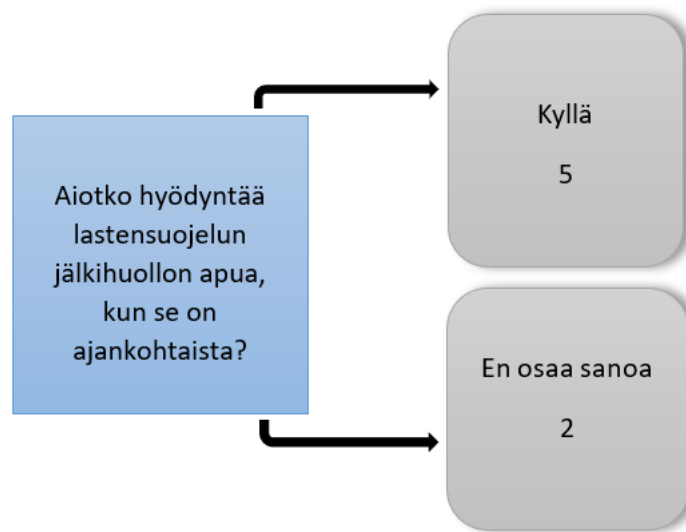 Aiotko hyödyntää
lastensuojelun
jälkihuollon apua,
kun se on
ajankohtaista?
Kyllä
5
En osaa sanoa
2